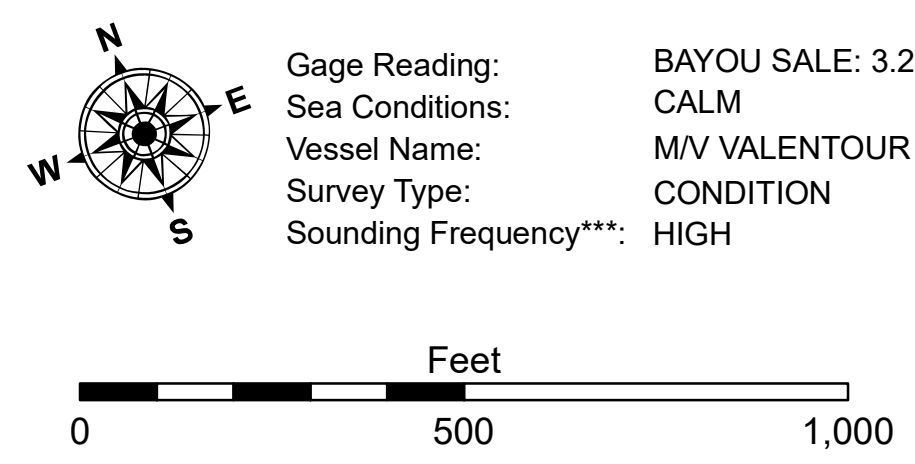 N
E
W
S
Gage Reading: BAYOU SALE: 3.2
Sea Conditions: CALM
Vessel Name: M/V VALENTOUR
Survey Type: CONDITION
Sounding Frequency***: HIGH
Feet
0 500 1,000